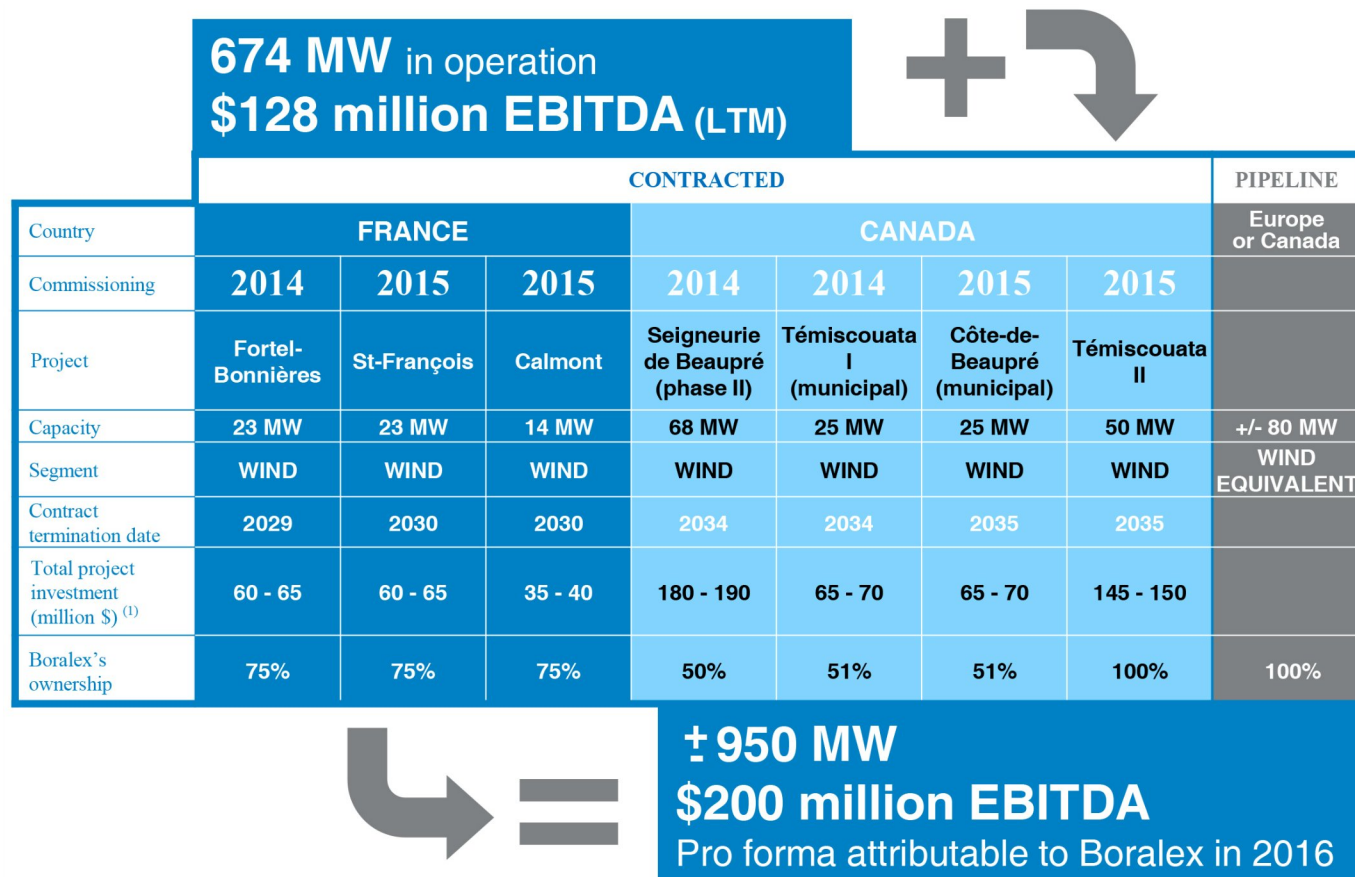 674 MW in operation
$128 million EBITDA (LTM)
CONTRACTED PIPELINE
Country FRANCE CANADA Europe
or Canada
Commissioning 2014 2015 2015 2014 2014 2015 2015
Project Fortel-
Bonnières St-François Calmont Seigneurie
de Beaupré
(phase II) Témiscouata
I
(municipal) Côte-de-
Beaupré
(municipal) Témiscouata
II
Capacity 23 MW 23 MW 14 MW 68 MW 25 MW 25 MW 50 MW +/- 80 MW
Segment WIND WIND WIND WIND WIND WIND WIND WIND
EQUIVALENT
Contract
termination date 2029 2030 2030 2034 2034 2035 2035
Total project
investment
(million $) (1) 60 - 65 60 - 65 35 - 40 180 - 190 65 - 70 65 - 70 145 - 150
Boralex’s
ownership 75% 75% 75% 50% 51% 51% 100% 100%
± 950 MW
$200 million EBITDA
Pro forma attributable to Boralex in 2016